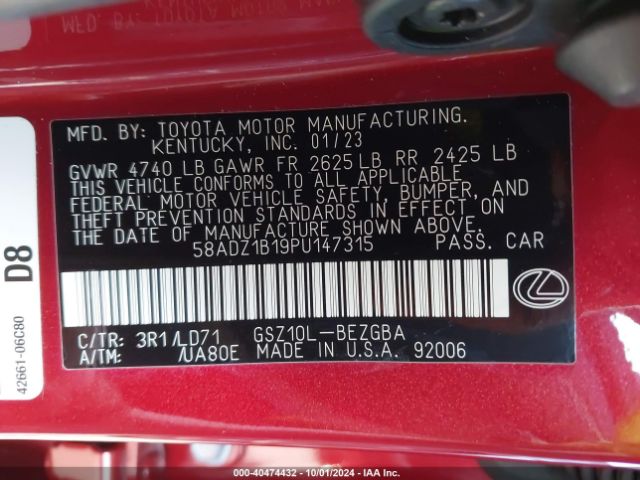 MFD. BY: TOYOTA MOTOR MANUFACTURING.
KENTUCKY, INC. 01/23
GVWR 4740 LB GAWR FR 2625 LB RR 2425 LB
THIS VEHICLE CONFORMS TO ALL APPLICABLE
FEDERAL MOTOR VEHICLE SAFETY, BUMPER, AND
THEFT PREVENTION STANDARDS IN EFFECT ON
THE DATE OF MANUFACTURE SHOWN ABOVE.
58ADZ1B19PU147315 PASS. CAR
C/TR: 3R1/LD71 GSZ10L-BEZGBA
A/TM: /UA80E MADE IN U.S.A. 92006
D8
42661-06C80
000-40474432 - 10/01/2024 - IAA Inc.